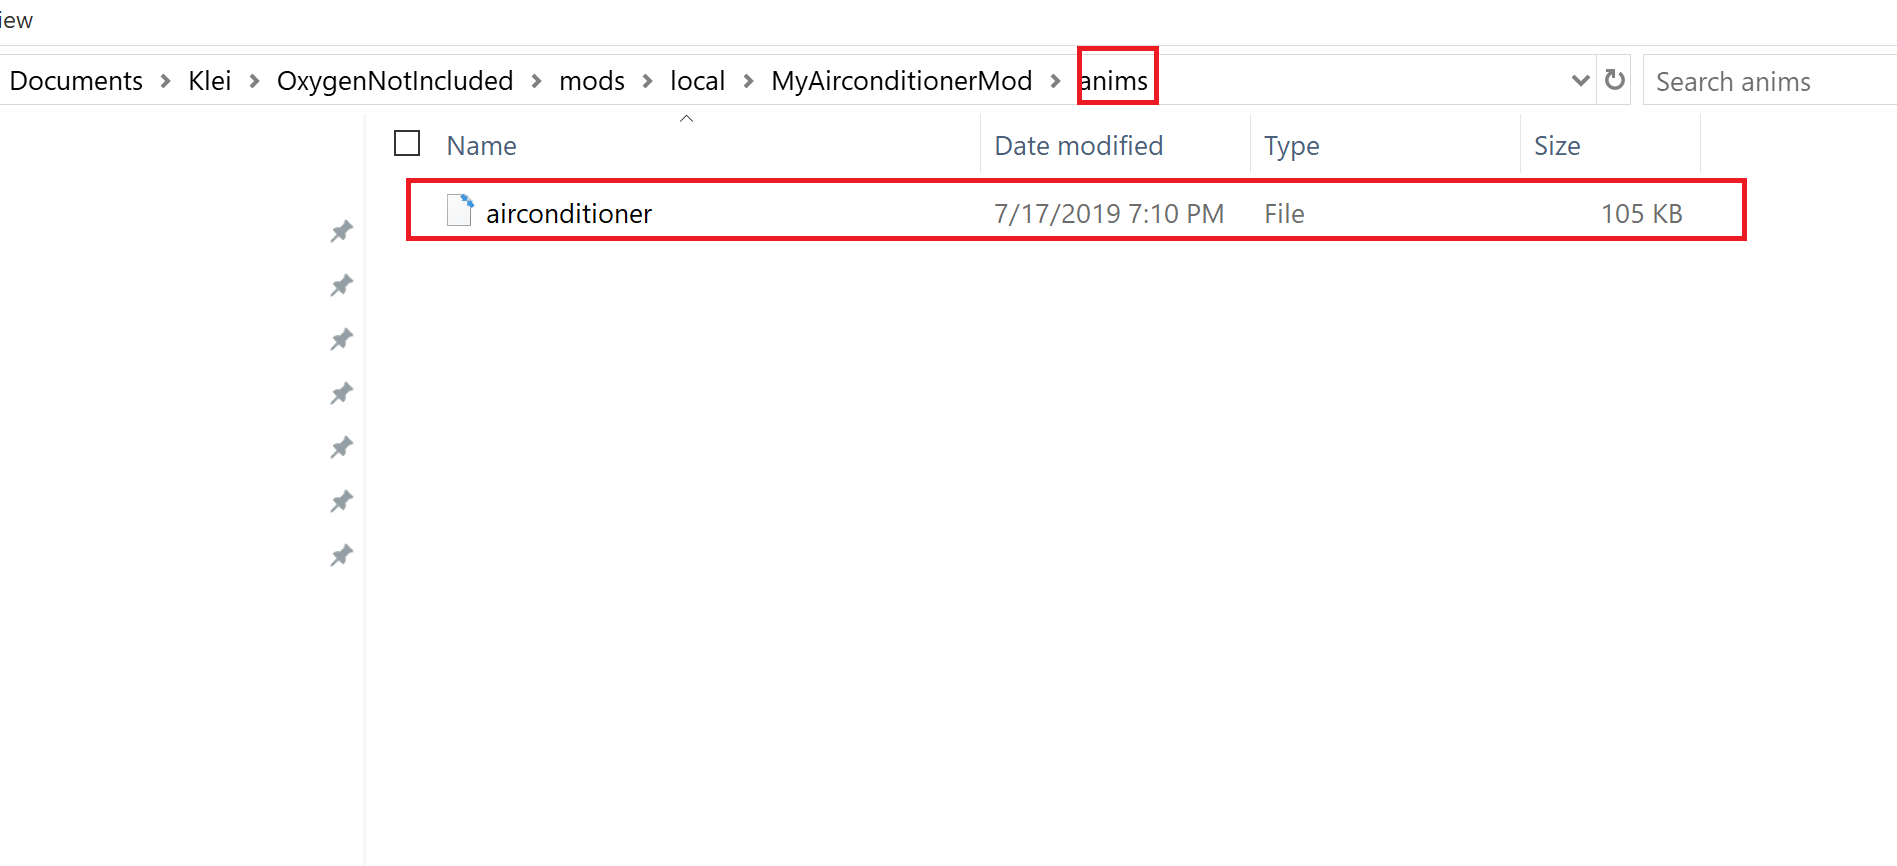 iew
Documents > Klei > OxygenNotIncluded > mods > local > MyAirconditionerMod > anims
Search anims
Name Date modified Type Size
airconditioner 7/17/2019 7:10 PM File 105 KB